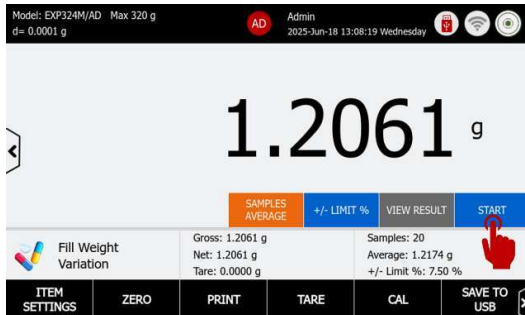 Model: EXP324M/AD Max 320 g
d= 0.0001 g
AD
Admin
2025-Jun-18 13:08:19 Wednesday
1.2061 g
SAMPLES
AVERAGE
+/- LIMIT %
VIEW RESULT
START
Fill Weight
Variation
Gross: 1.2061 g
Net: 1.2061 g
Tare: 0.0000 g
Samples: 20
Average: 1.2174 g
+/- Limit %: 7.50 %
ITEM
SETTINGS
ZERO
PRINT
TARE
CAL
SAVE TO
USB